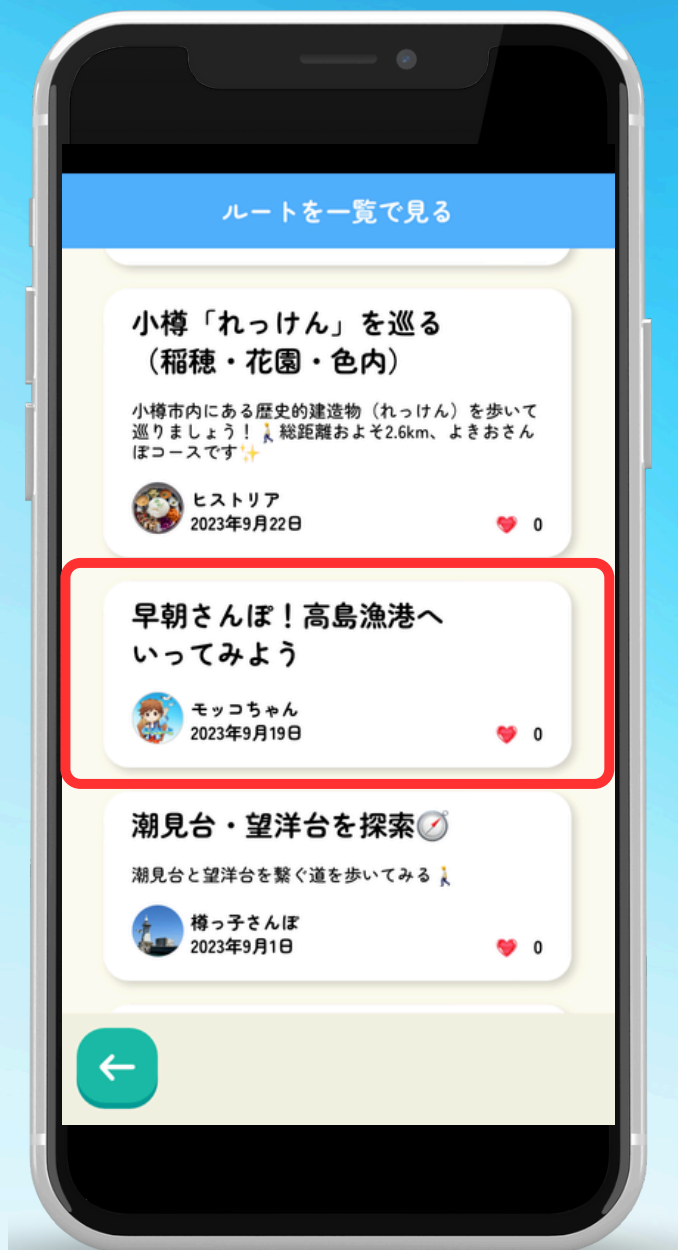 ルートを一覧で見る
小樽「れっけん」を巡る
（稲穂・花園・色内）
小樽市内にある歴史的建造物（れっけん）を歩いて
巡りましょう！🚶総距離およそ2.6km、よきおさん
ぽコースです✨
ヒストリア
2023年9月22日
0
早朝さんぽ！高島漁港へ
いってみよう
モッコちゃん
2023年9月19日
0
潮見台・望洋台を探索🧭
潮見台と望洋台を繋ぐ道を歩いてみる🚶
樽っ子さんぽ
2023年9月1日
0